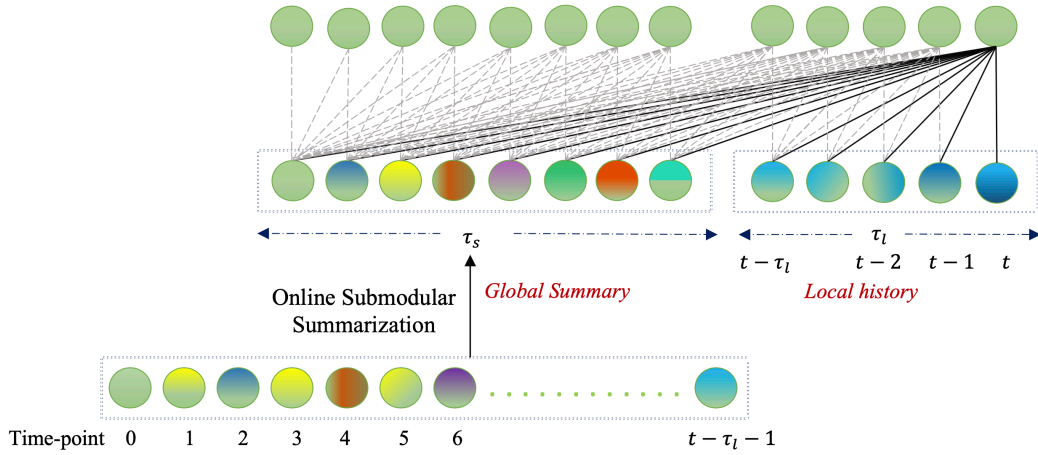 τ_s
τ_l
t − τ_l
t − 2
t − 1
t
Online Submodular
Summarization
Global Summary
Local history
Time-point 0 1 2 3 4 5 6 t − τ_l − 1